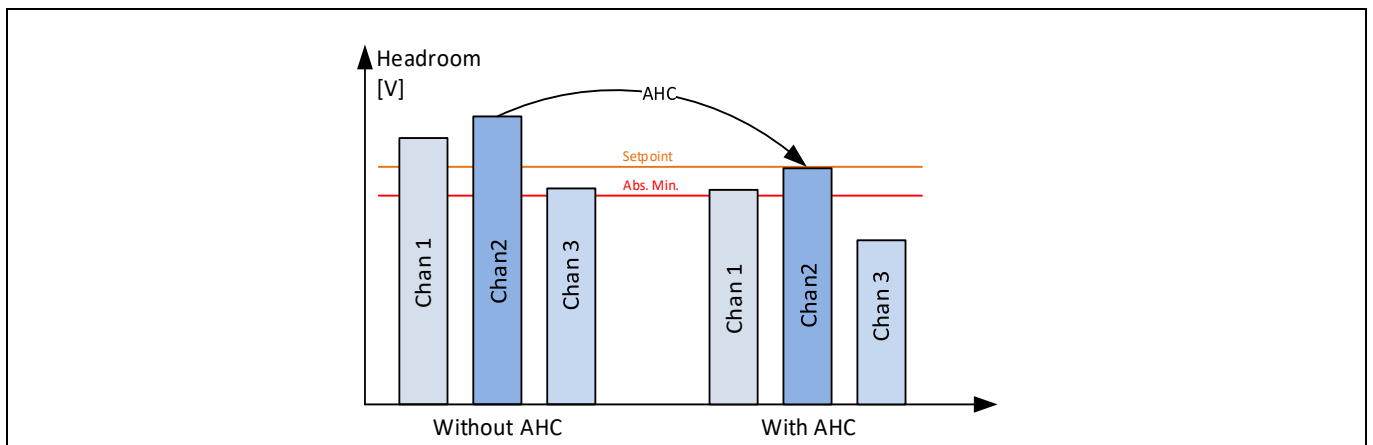 Headroom
[V]
AHC
Setpoint
Abs. Min.
Chan 1
Chan2
Chan 3
Chan 1
Chan2
Chan 3
Without AHC
With AHC